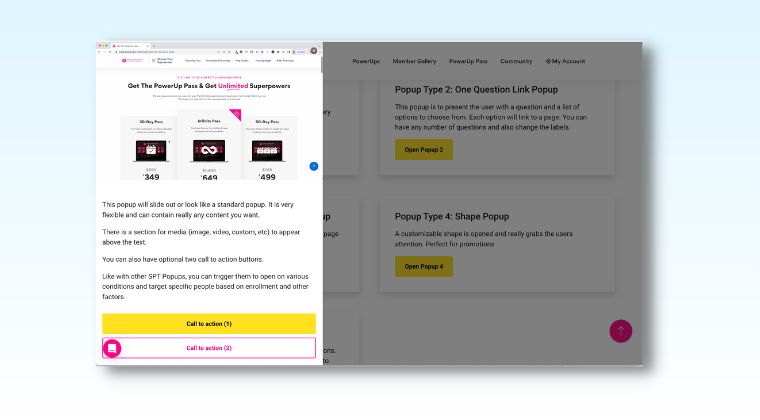 PowerUps Member Gallery PowerUp Pass Community My Account
Get The PowerUp Pass & Get Unlimited Superpowers
30-Day Pass
Infinity Pass
90-Day Pass
349
649
499
This popup will slide out or look like a standard popup. It is very
flexible and can contain really any content you want.
There is a section for media (image, video, custom, etc) to appear
above the text.
You can also have optional two call to action buttons.
Like with other SPT Popups, you can trigger them to open on various
conditions and target specific people based on enrollment and other
factors.
Call to action (1)
Call to action (2)
Popup Type 2: One Question Link Popup
This popup is to present the user with a question and a list of
options to choose from. Each option will link to a page. You can
have any number of questions and also change the labels.
Open Popup 2
page
Popup Type 4: Shape Popup
A customizable shape is opened and really grabs the users
attention. Perfect for promotions
Open Popup 4
ons.
to